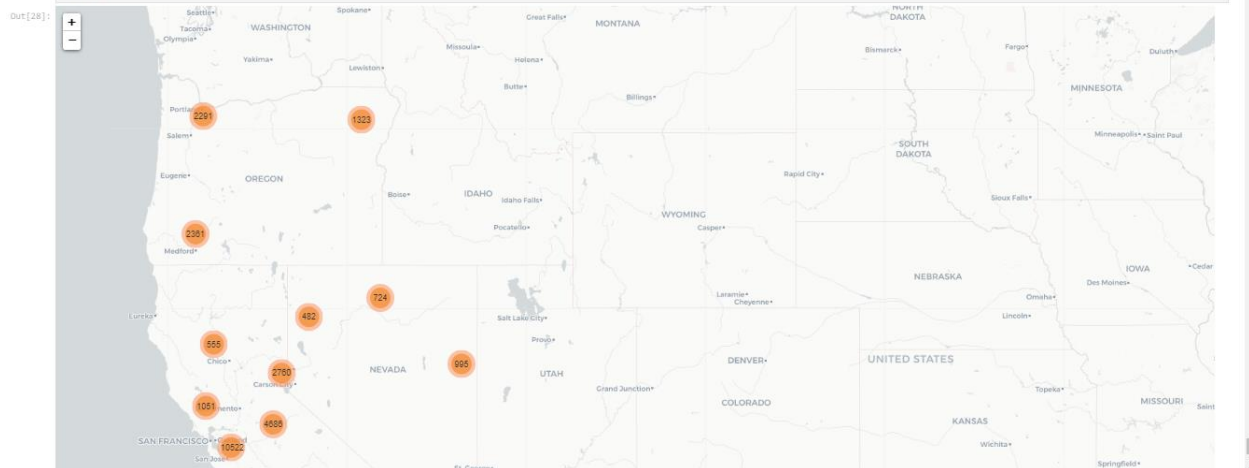 Out[28]:
+
−
Seattle
Tacoma
Olympia
WASHINGTON
Spokane
Yakima
Lewiston
Great Falls
MONTANA
Missoula
Helena
Butte
Billings
NORTH
DAKOTA
Bismarck
Fargo
Duluth
MINNESOTA
Minneapolis
Saint Paul
2291
1323
Salem
Eugene
OREGON
Boise
IDAHO
Idaho Falls
Pocatello
WYOMING
Casper
SOUTH
DAKOTA
Rapid City
Sioux Falls
2361
Medford
NEBRASKA
IOWA
Cedar
Des Moines
Omaha
Lincoln
Laramie
Cheyenne
724
482
Eureka
Salt Lake City
Provo
555
Chico
2760
NEVADA
995
UTAH
Grand Junction
DENVER
COLORADO
UNITED STATES
Topeka
MISSOURI
Saint
KANSAS
Wichita
1051
4685
SAN FRANCISCO
10522
San Jose
St. George
Springfield